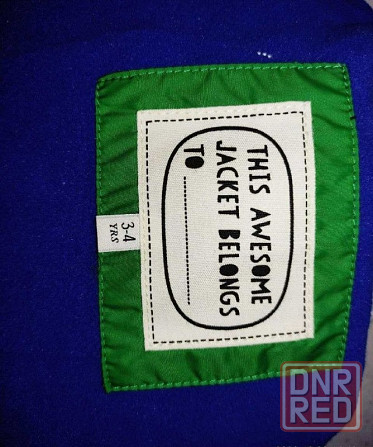 THIS AWESOME
JACKET BELONGS
TO
3-4
YRS
DNR
RED